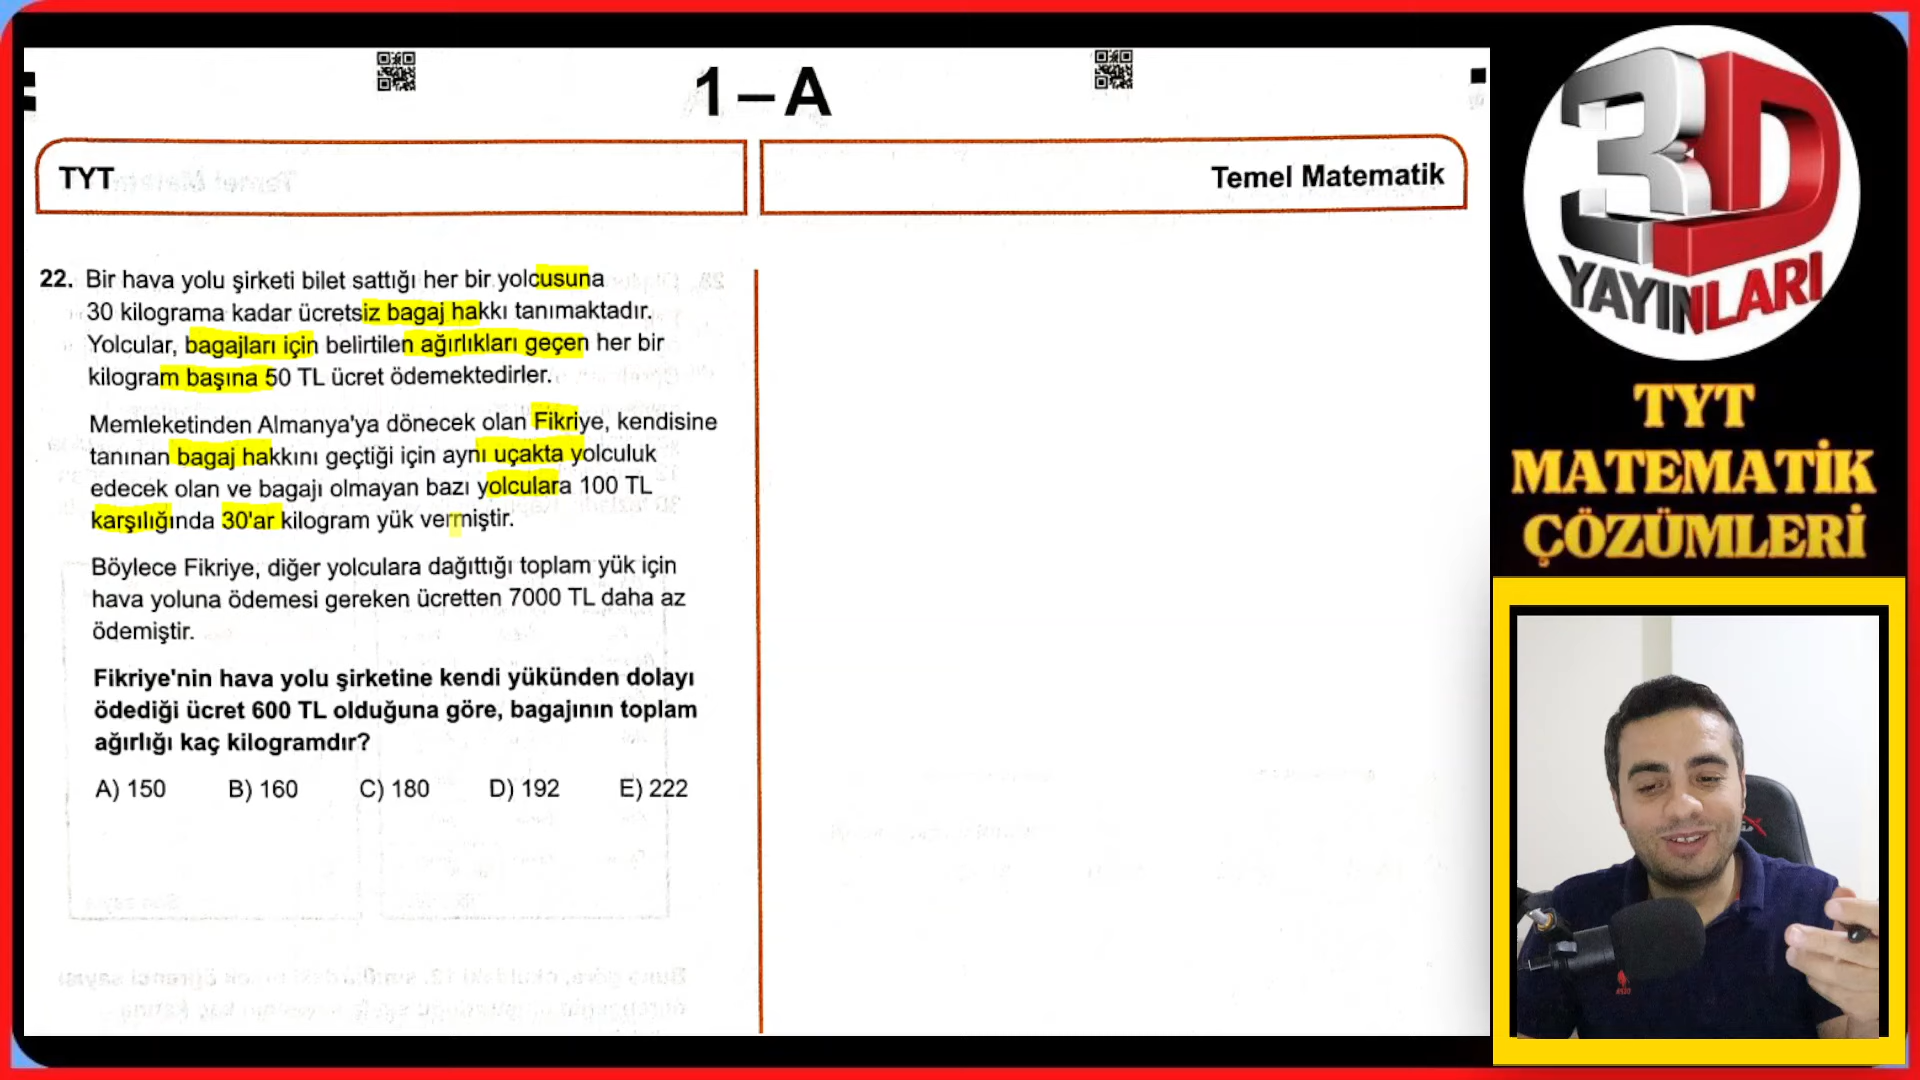 1 – A
TYT
Temel Matematik
22. Bir hava yolu şirketi bilet sattığı her bir yolcusuna
30 kilograma kadar ücretsiz bagaj hakkı tanımaktadır.
Yolcular, bagajları için belirtilen ağırlıkları geçen her bir
kilogram başına 50 TL ücret ödemektedirler.
Memleketinden Almanya'ya dönecek olan Fikriye, kendisine
tanınan bagaj hakkını geçtiği için aynı uçakta yolculuk
edecek olan ve bagajı olmayan bazı yolculara 100 TL
karşılığında 30'ar kilogram yük vermiştir.
Böylece Fikriye, diğer yolculara dağıttığı toplam yük için
hava yoluna ödemesi gereken ücretten 7000 TL daha az
ödemiştir.
Fikriye'nin hava yolu şirketine kendi yükünden dolayı
ödediği ücret 600 TL olduğuna göre, bagajının toplam
ağırlığı kaç kilogramdır?
A) 150 B) 160 C) 180 D) 192 E) 222
3D
YAYINLARI
TYT
MATEMATİK
ÇÖZÜMLERİ